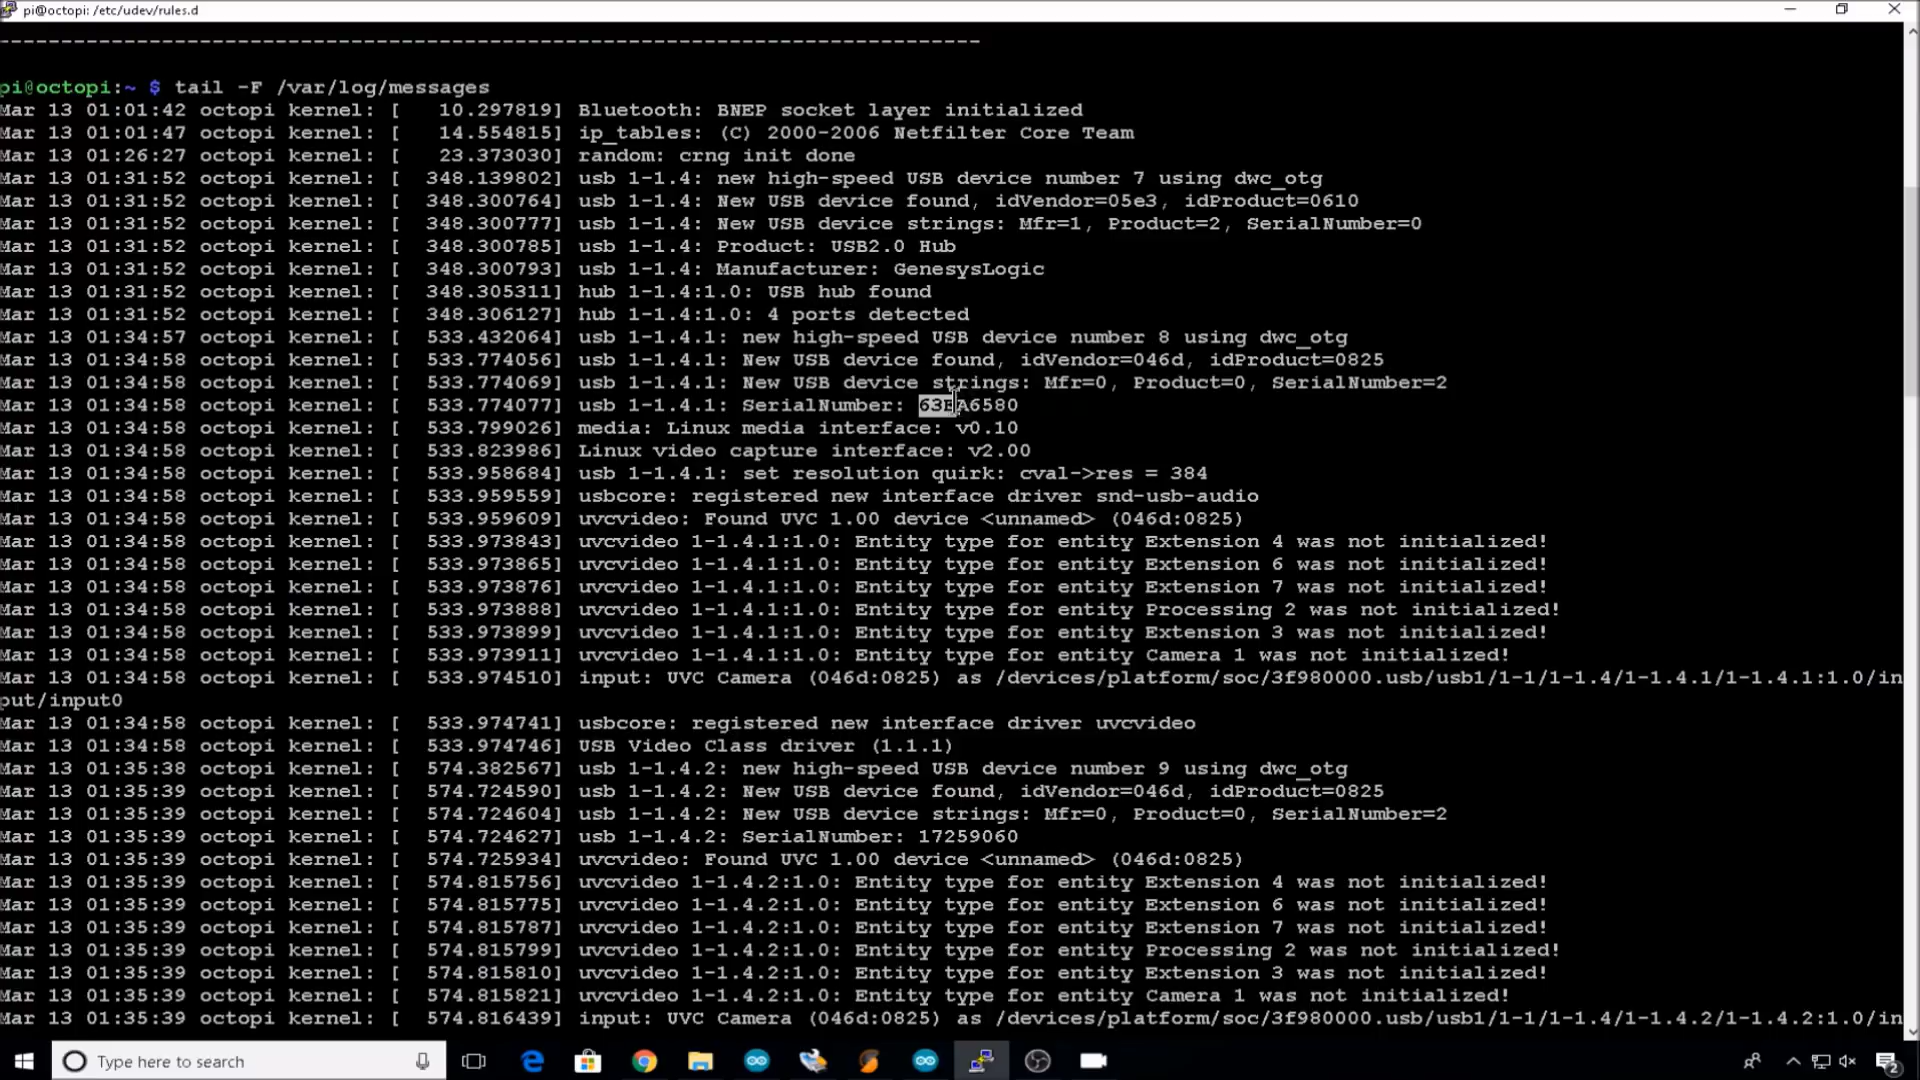 pi@octopi: /etc/udev/rules.d
--------------------------------------------------------------------------------
pi@octopi:~ $ tail -F /var/log/messages
Mar 13 01:01:42 octopi kernel: [   10.297819] Bluetooth: BNEP socket layer initialized
Mar 13 01:01:47 octopi kernel: [   14.554815] ip_tables: (C) 2000-2006 Netfilter Core Team
Mar 13 01:26:27 octopi kernel: [   23.373030] random: crng init done
Mar 13 01:31:52 octopi kernel: [  348.139802] usb 1-1.4: new high-speed USB device number 7 using dwc_otg
Mar 13 01:31:52 octopi kernel: [  348.300764] usb 1-1.4: New USB device found, idVendor=05e3, idProduct=0610
Mar 13 01:31:52 octopi kernel: [  348.300777] usb 1-1.4: New USB device strings: Mfr=1, Product=2, SerialNumber=0
Mar 13 01:31:52 octopi kernel: [  348.300785] usb 1-1.4: Product: USB2.0 Hub
Mar 13 01:31:52 octopi kernel: [  348.300793] usb 1-1.4: Manufacturer: GenesysLogic
Mar 13 01:31:52 octopi kernel: [  348.305311] hub 1-1.4:1.0: USB hub found
Mar 13 01:31:52 octopi kernel: [  348.306127] hub 1-1.4:1.0: 4 ports detected
Mar 13 01:34:57 octopi kernel: [  533.432064] usb 1-1.4.1: new high-speed USB device number 8 using dwc_otg
Mar 13 01:34:58 octopi kernel: [  533.774056] usb 1-1.4.1: New USB device found, idVendor=046d, idProduct=0825
Mar 13 01:34:58 octopi kernel: [  533.774069] usb 1-1.4.1: New USB device strings: Mfr=0, Product=0, SerialNumber=2
Mar 13 01:34:58 octopi kernel: [  533.774077] usb 1-1.4.1: SerialNumber: 63EA6580
Mar 13 01:34:58 octopi kernel: [  533.799026] media: Linux media interface: v0.10
Mar 13 01:34:58 octopi kernel: [  533.823986] Linux video capture interface: v2.00
Mar 13 01:34:58 octopi kernel: [  533.958684] usb 1-1.4.1: set resolution quirk: cval->res = 384
Mar 13 01:34:58 octopi kernel: [  533.959559] usbcore: registered new interface driver snd-usb-audio
Mar 13 01:34:58 octopi kernel: [  533.959609] uvcvideo: Found UVC 1.00 device <unnamed> (046d:0825)
Mar 13 01:34:58 octopi kernel: [  533.973843] uvcvideo 1-1.4.1:1.0: Entity type for entity Extension 4 was not initialized!
Mar 13 01:34:58 octopi kernel: [  533.973865] uvcvideo 1-1.4.1:1.0: Entity type for entity Extension 6 was not initialized!
Mar 13 01:34:58 octopi kernel: [  533.973876] uvcvideo 1-1.4.1:1.0: Entity type for entity Extension 7 was not initialized!
Mar 13 01:34:58 octopi kernel: [  533.973888] uvcvideo 1-1.4.1:1.0: Entity type for entity Processing 2 was not initialized!
Mar 13 01:34:58 octopi kernel: [  533.973899] uvcvideo 1-1.4.1:1.0: Entity type for entity Extension 3 was not initialized!
Mar 13 01:34:58 octopi kernel: [  533.973911] uvcvideo 1-1.4.1:1.0: Entity type for entity Camera 1 was not initialized!
Mar 13 01:34:58 octopi kernel: [  533.974510] input: UVC Camera (046d:0825) as /devices/platform/soc/3f980000.usb/usb1/1-1/1-1.4/1-1.4.1/1-1.4.1:1.0/in
put/input0
Mar 13 01:34:58 octopi kernel: [  533.974741] usbcore: registered new interface driver uvcvideo
Mar 13 01:34:58 octopi kernel: [  533.974746] USB Video Class driver (1.1.1)
Mar 13 01:35:38 octopi kernel: [  574.382567] usb 1-1.4.2: new high-speed USB device number 9 using dwc_otg
Mar 13 01:35:39 octopi kernel: [  574.724590] usb 1-1.4.2: New USB device found, idVendor=046d, idProduct=0825
Mar 13 01:35:39 octopi kernel: [  574.724604] usb 1-1.4.2: New USB device strings: Mfr=0, Product=0, SerialNumber=2
Mar 13 01:35:39 octopi kernel: [  574.724627] usb 1-1.4.2: SerialNumber: 17259060
Mar 13 01:35:39 octopi kernel: [  574.725934] uvcvideo: Found UVC 1.00 device <unnamed> (046d:0825)
Mar 13 01:35:39 octopi kernel: [  574.815756] uvcvideo 1-1.4.2:1.0: Entity type for entity Extension 4 was not initialized!
Mar 13 01:35:39 octopi kernel: [  574.815775] uvcvideo 1-1.4.2:1.0: Entity type for entity Extension 6 was not initialized!
Mar 13 01:35:39 octopi kernel: [  574.815787] uvcvideo 1-1.4.2:1.0: Entity type for entity Extension 7 was not initialized!
Mar 13 01:35:39 octopi kernel: [  574.815799] uvcvideo 1-1.4.2:1.0: Entity type for entity Processing 2 was not initialized!
Mar 13 01:35:39 octopi kernel: [  574.815810] uvcvideo 1-1.4.2:1.0: Entity type for entity Extension 3 was not initialized!
Mar 13 01:35:39 octopi kernel: [  574.815821] uvcvideo 1-1.4.2:1.0: Entity type for entity Camera 1 was not initialized!
Mar 13 01:35:39 octopi kernel: [  574.816439] input: UVC Camera (046d:0825) as /devices/platform/soc/3f980000.usb/usb1/1-1/1-1.4/1-1.4.2/1-1.4.2:1.0/in
Type here to search
2